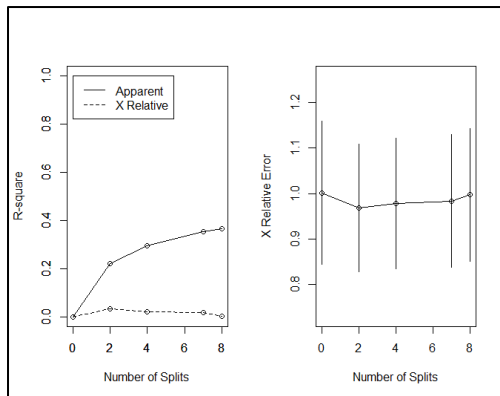 Apparent
X Relative
R-square
0.0 0.2 0.4 0.6 0.8 1.0
0 2 4 6 8
Number of Splits
X Relative Error
0.8 0.9 1.0 1.1 1.2
0 2 4 6 8
Number of Splits